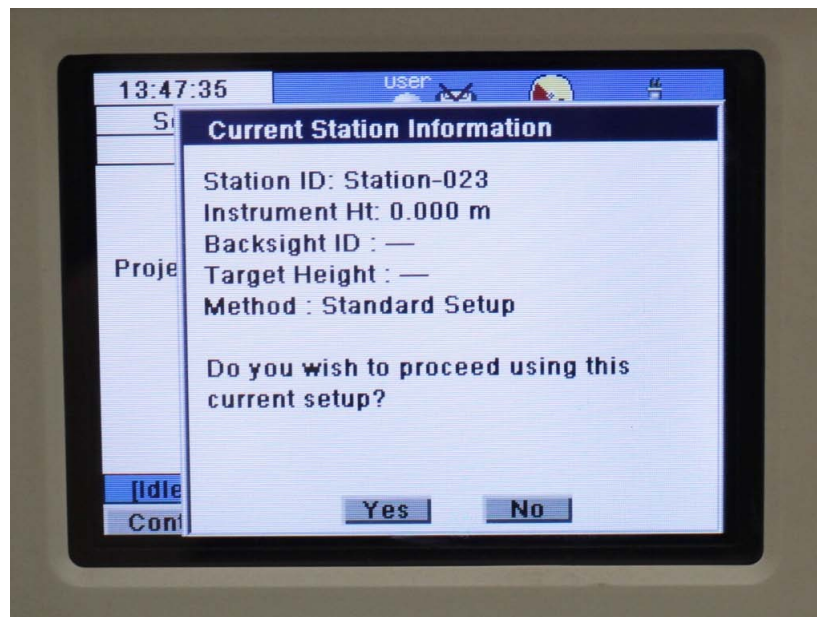 13:47:35
user
Current Station Information
Station ID: Station-023
Instrument Ht: 0.000 m
Backsight ID : —
Target Height : —
Method : Standard Setup
Do you wish to proceed using this
current setup?
Yes No